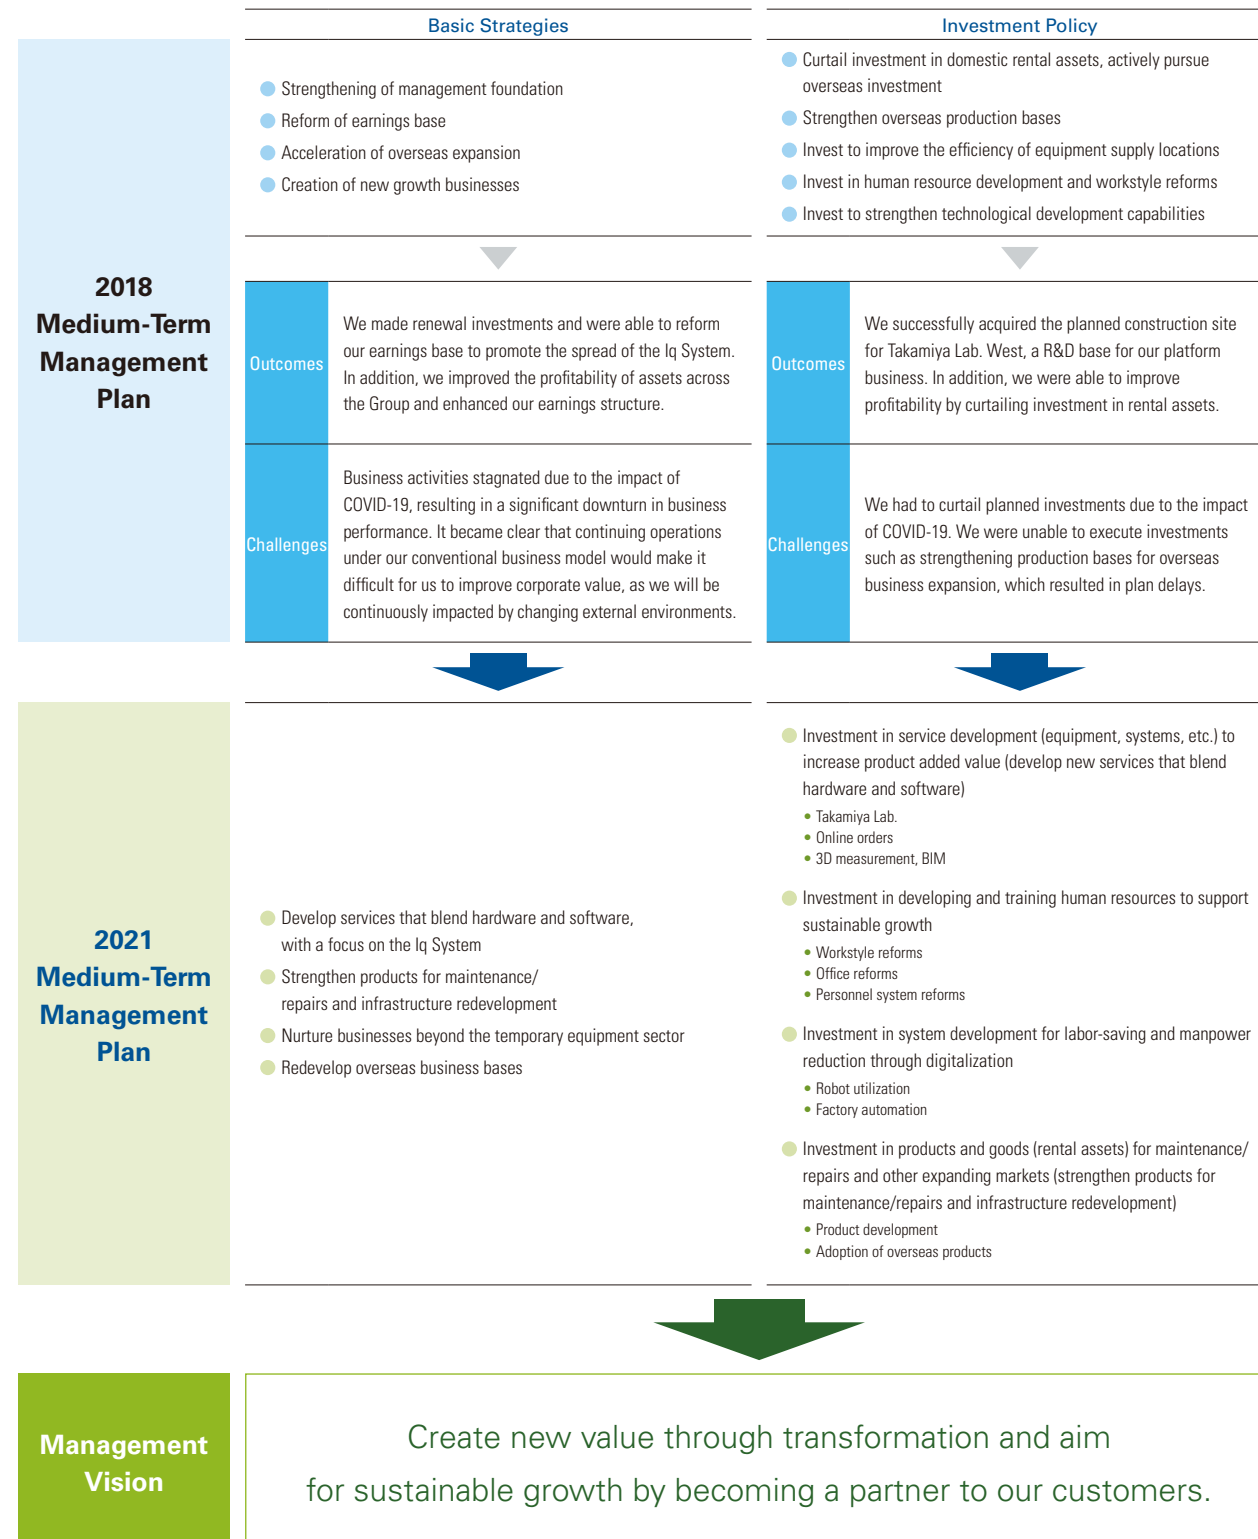 Basic Strategies
Investment Policy
2018
Medium-Term
Management
Plan
Strengthening of management foundation
Reform of earnings base
Acceleration of overseas expansion
Creation of new growth businesses
Curtail investment in domestic rental assets, actively pursue
overseas investment
Strengthen overseas production bases
Invest to improve the efficiency of equipment supply locations
Invest in human resource development and workstyle reforms
Invest to strengthen technological development capabilities
Outcomes
We made renewal investments and were able to reform
our earnings base to promote the spread of the Iq System.
In addition, we improved the profitability of assets across
the Group and enhanced our earnings structure.
Outcomes
We successfully acquired the planned construction site
for Takamiya Lab. West, a R&D base for our platform
business. In addition, we were able to improve
profitability by curtailing investment in rental assets.
Challenges
Business activities stagnated due to the impact of
COVID-19, resulting in a significant downturn in business
performance. It became clear that continuing operations
under our conventional business model would make it
difficult for us to improve corporate value, as we will be
continuously impacted by changing external environments.
Challenges
We had to curtail planned investments due to the impact
of COVID-19. We were unable to execute investments
such as strengthening production bases for overseas
business expansion, which resulted in plan delays.
2021
Medium-Term
Management
Plan
Develop services that blend hardware and software,
with a focus on the Iq System
Strengthen products for maintenance/
repairs and infrastructure redevelopment
Nurture businesses beyond the temporary equipment sector
Redevelop overseas business bases
Investment in service development (equipment, systems, etc.) to
increase product added value (develop new services that blend
hardware and software)
• Takamiya Lab.
• Online orders
• 3D measurement, BIM
Investment in developing and training human resources to support
sustainable growth
• Workstyle reforms
• Office reforms
• Personnel system reforms
Investment in system development for labor-saving and manpower
reduction through digitalization
• Robot utilization
• Factory automation
Investment in products and goods (rental assets) for maintenance/
repairs and other expanding markets (strengthen products for
maintenance/repairs and infrastructure redevelopment)
• Product development
• Adoption of overseas products
Management
Vision
Create new value through transformation and aim
for sustainable growth by becoming a partner to our customers.